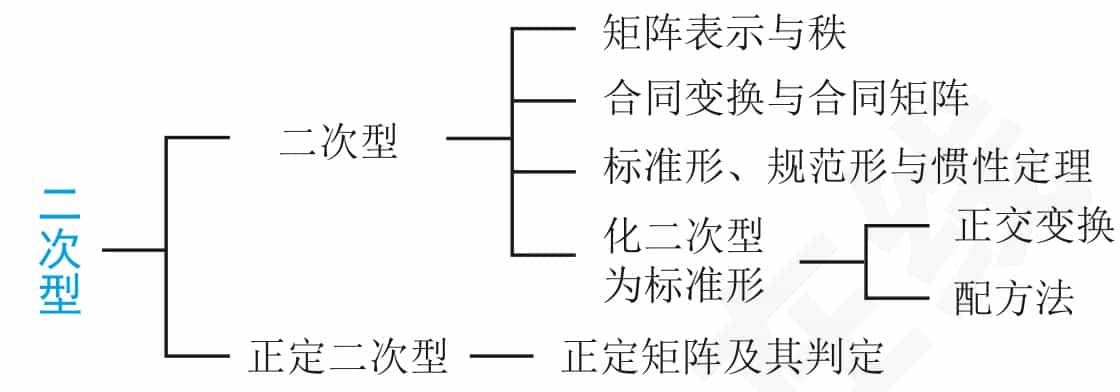 二次型
二次型
矩阵表示与秩
合同变换与合同矩阵
标准形、规范形与惯性定理
化二次型
为标准形
正交变换
配方法
正定二次型
正定矩阵及其判定